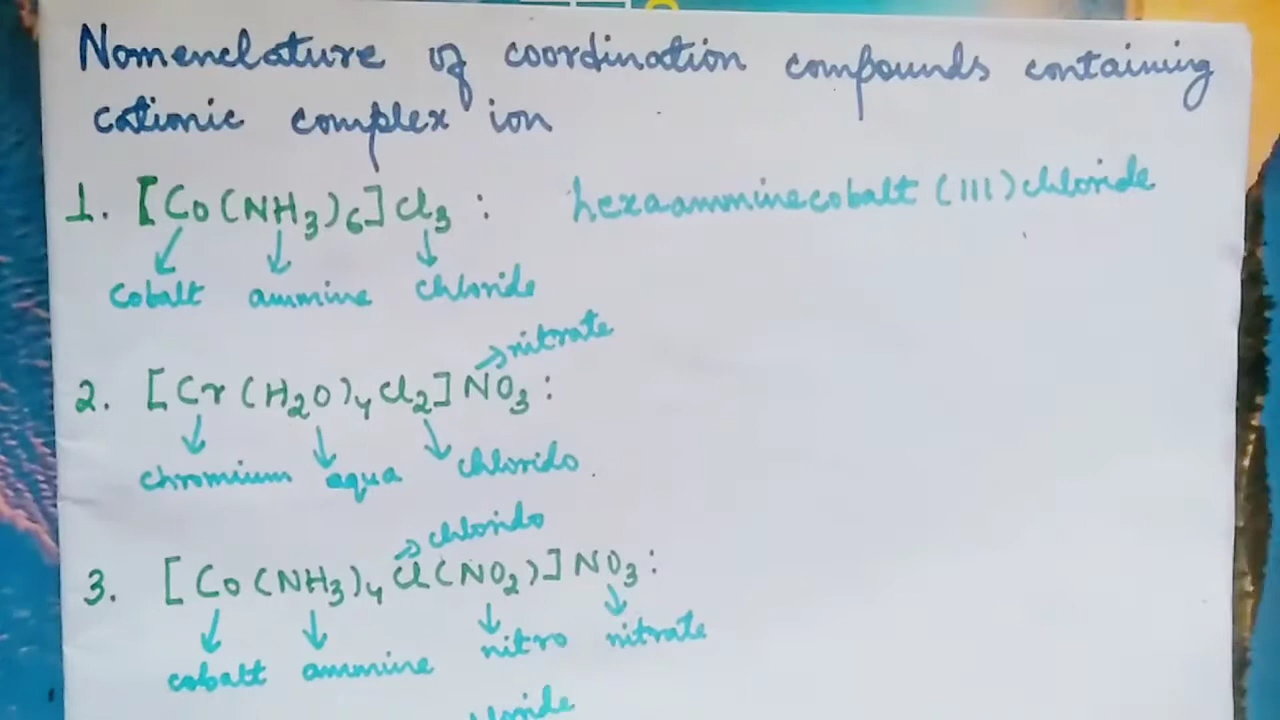 Nomenclature of coordination compounds containing
cationic complex ion
1. [Co(NH3)6]Cl3 : hexaamminecobalt (III) chloride
cobalt ammine chloride
nitrate
2. [Cr(H2O)4Cl2]NO3 :
chromium aqua chlorido
chlorido
3. [Co(NH3)4Cl(NO2)]NO3 :
nitro nitrate
cobalt ammine